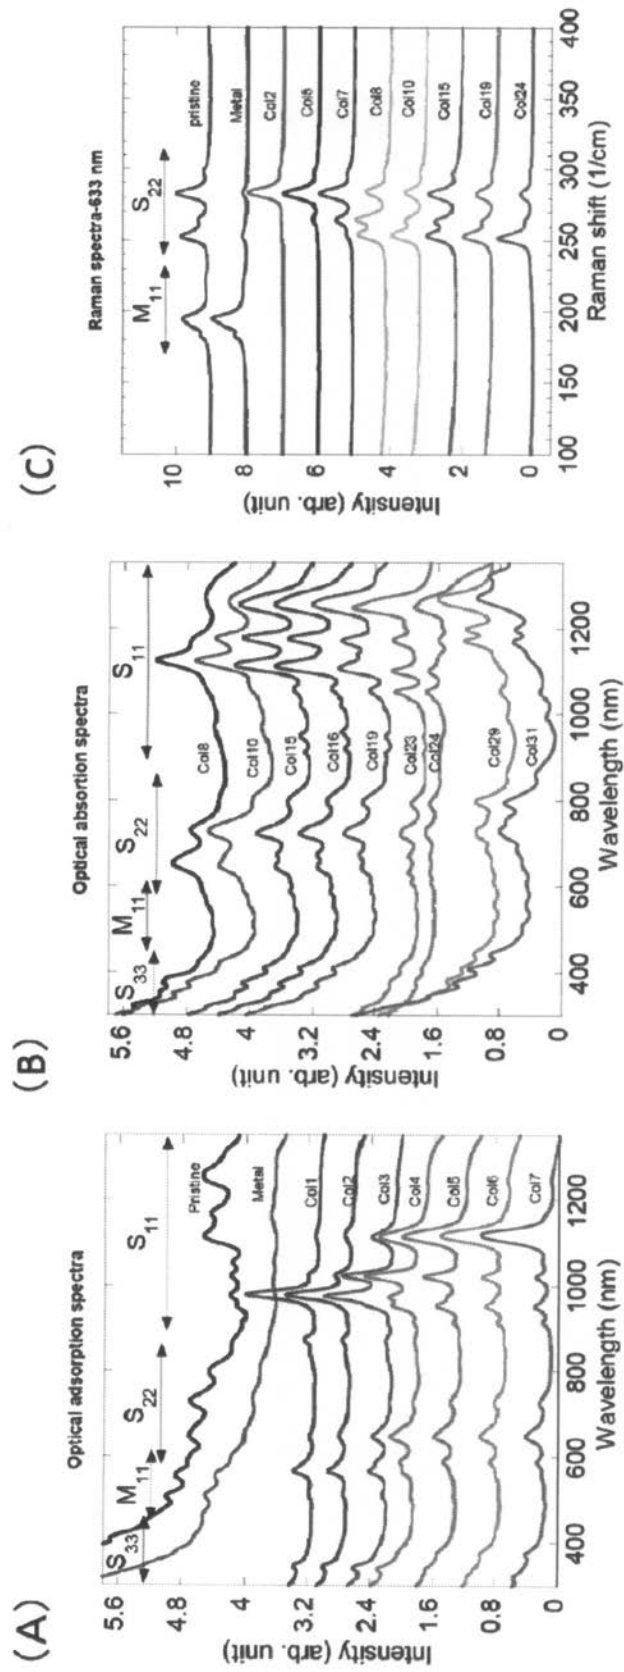 (A)
Optical adsorption spectra
S33
M11
S22
S11
Pristine
Metal
Col1
Col2
Col3
Col4
Col5
Col6
Col7
5.6
4.8
4
3.2
2.4
1.6
0.8
0
Intensity (arb. unit)
400
600
800
1000
1200
Wavelength (nm)
(B)
Optical absortion spectra
S33
M11
S22
S11
Col8
Col10
Col15
Col16
Col19
Col23
Col24
Col29
Col31
5.6
4.8
4
3.2
2.4
1.6
0.8
0
Intensity (arb. unit)
400
600
800
1000
1200
Wavelength (nm)
(C)
Raman spectra-633 nm
M11
S22
pristine
Metal
Col2
Col7
Col8
Col10
Col15
Col19
Col24
10
8
6
4
2
0
Intensity (arb. unit)
100
150
200
250
300
350
400
Raman shift (1/cm)